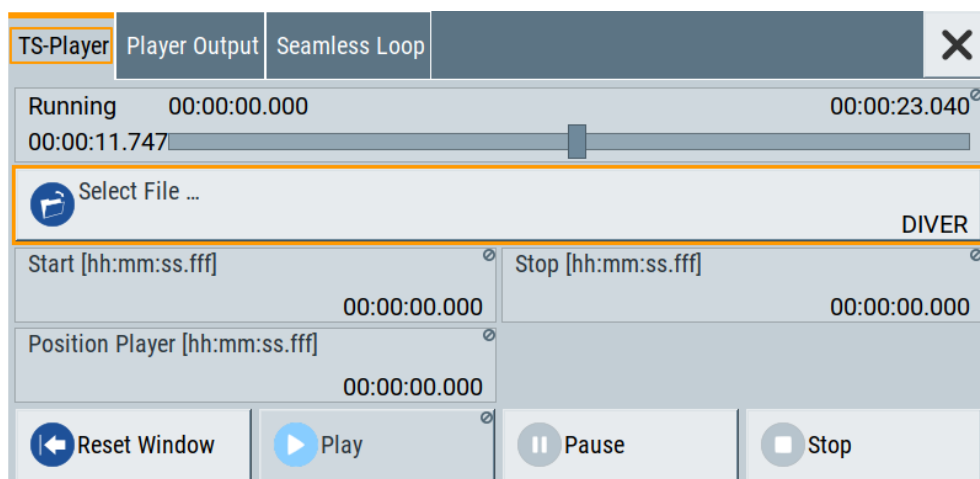 TS-Player Player Output Seamless Loop
Running 00:00:00.000 00:00:23.040
00:00:11.747
Select File ...
DIVER
Start [hh:mm:ss.fff] Stop [hh:mm:ss.fff]
00:00:00.000 00:00:00.000
Position Player [hh:mm:ss.fff]
00:00:00.000
Reset Window Play Pause Stop